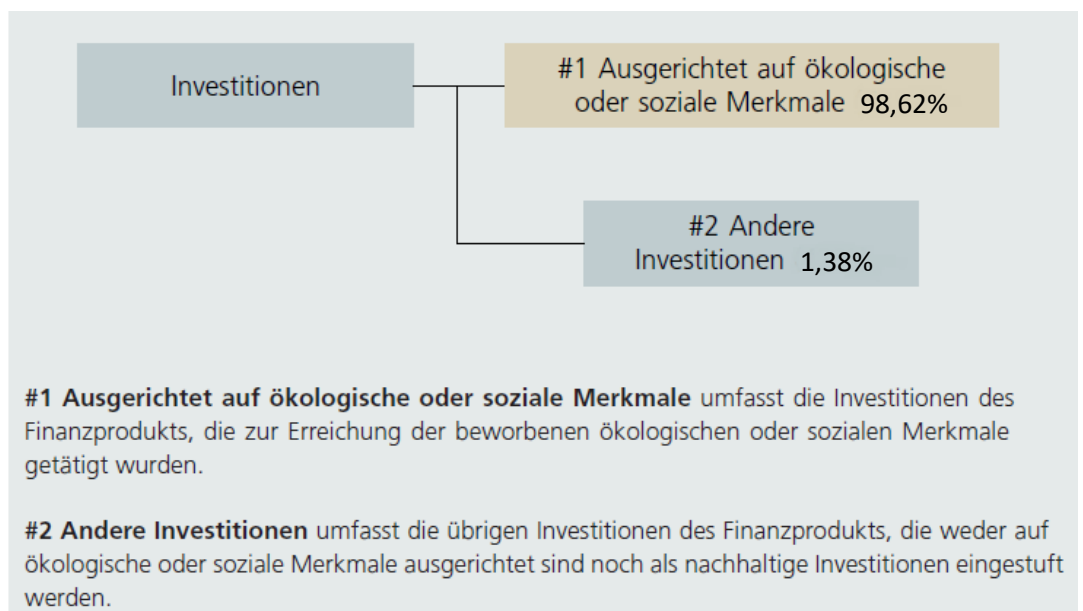 Investitionen
#1 Ausgerichtet auf ökologische
oder soziale Merkmale 98,62%
#2 Andere
Investitionen 1,38%
#1 Ausgerichtet auf ökologische oder soziale Merkmale umfasst die Investitionen des
Finanzprodukts, die zur Erreichung der beworbenen ökologischen oder sozialen Merkmale
getätigt wurden.
#2 Andere Investitionen umfasst die übrigen Investitionen des Finanzprodukts, die weder auf
ökologische oder soziale Merkmale ausgerichtet sind noch als nachhaltige Investitionen eingestuft
werden.